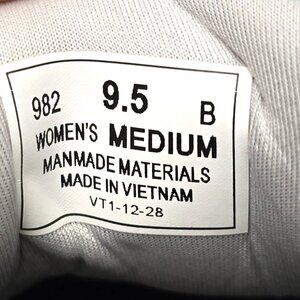 982 9.5 B
WOMEN'S MEDIUM
MANMADE MATERIALS
MADE IN VIETNAM
VT1-12-28